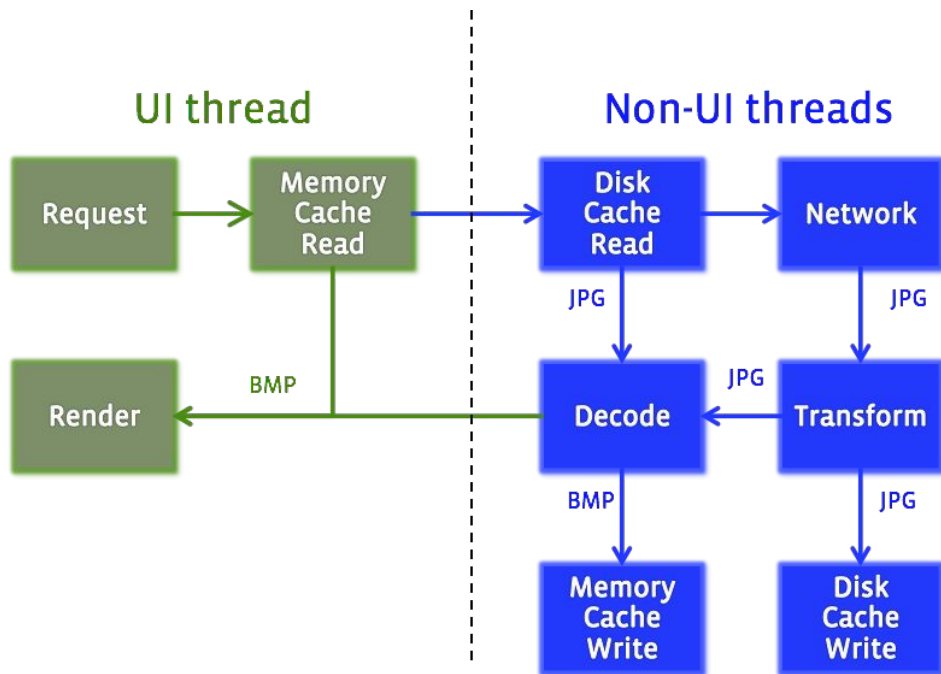 UI thread
Non-UI threads
Request
Memory
Cache
Read
Disk
Cache
Read
Network
JPG
JPG
Render
BMP
Decode
JPG
Transform
BMP
JPG
Memory
Cache
Write
Disk
Cache
Write